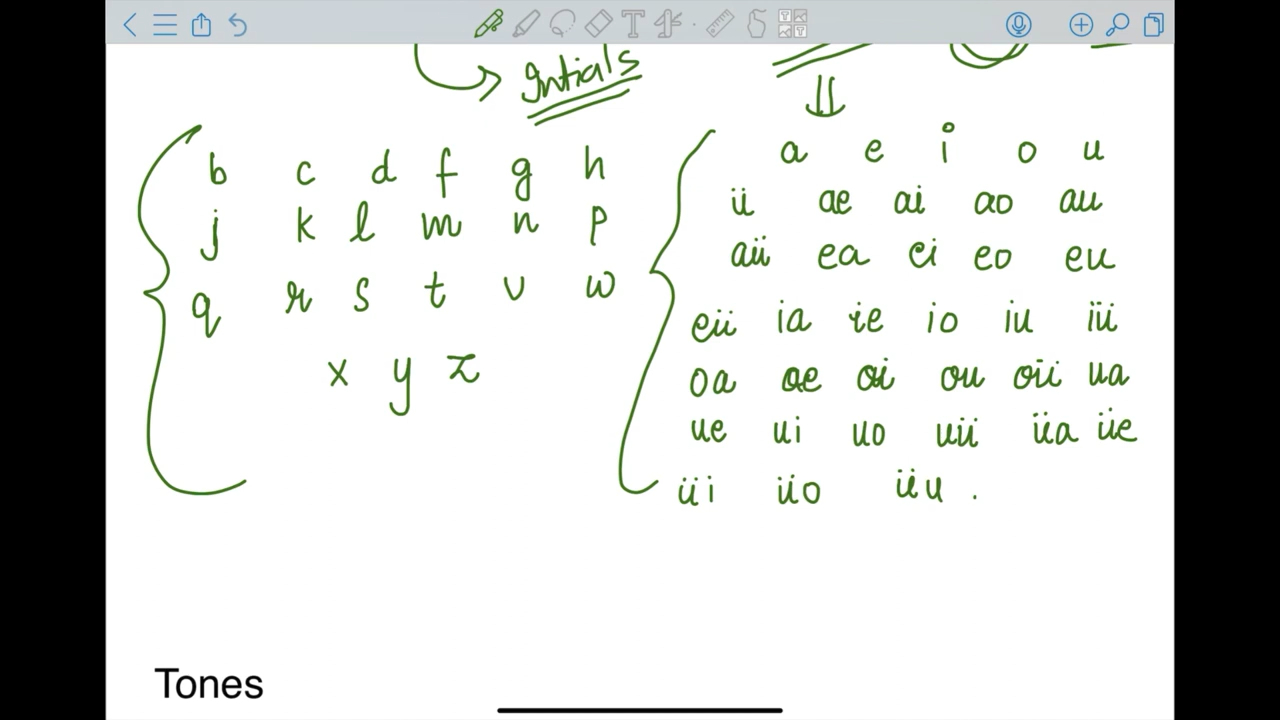 Intials
b c d f g h
j k l m n p
q r s t v w
x y z
a e i o u
ü ae ai ao au
aü ea ei eo eu
eü ia ie io iu iü
oa oe oi ou oü ua
ue ui uo uü üa üe
üi üo üu .
Tones